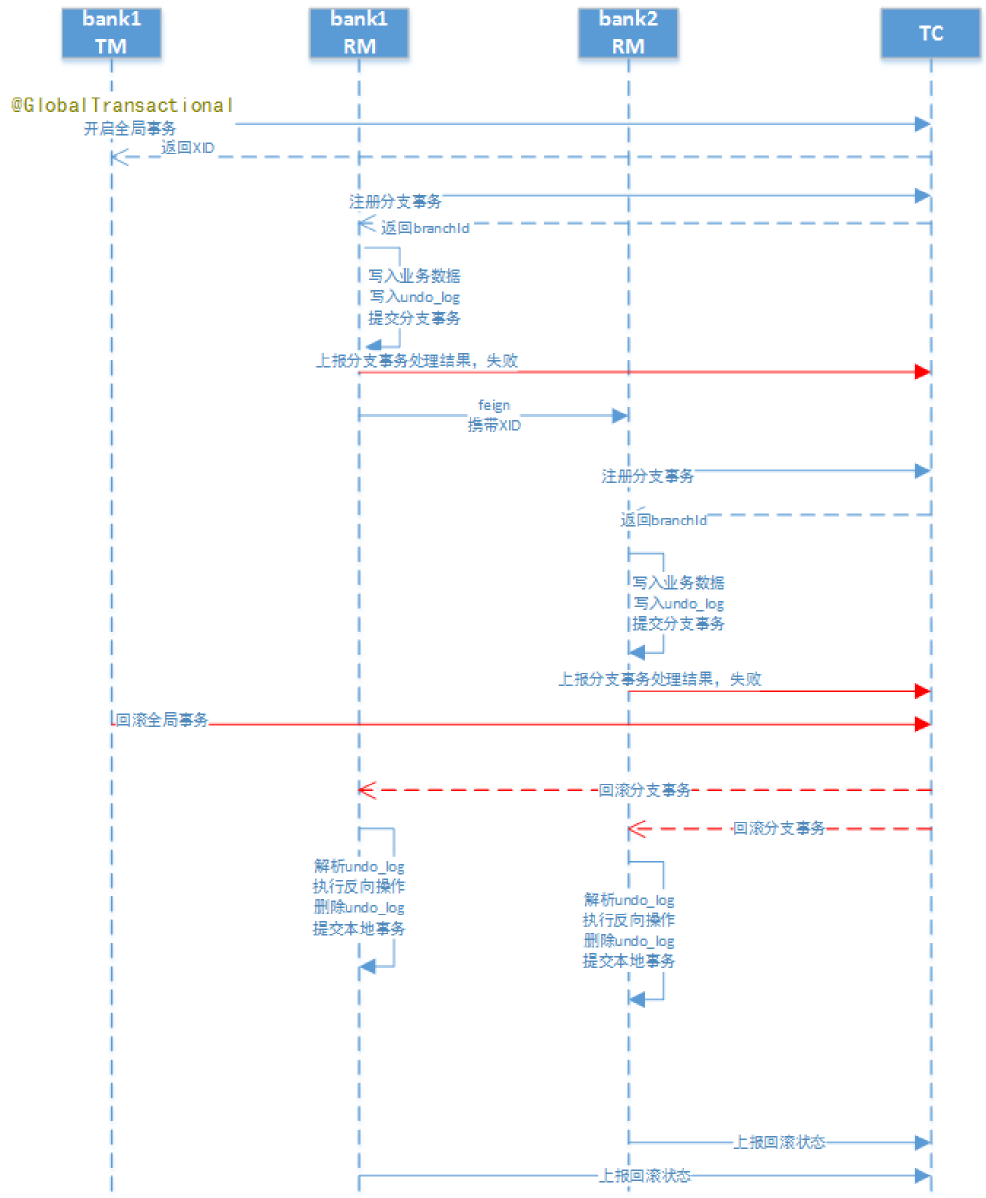 bank1
TM
bank1
RM
bank2
RM
TC
@GlobalTransactional
开启全局事务
返回XID
注册分支事务
返回branchId
写入业务数据
写入undo_log
提交分支事务
上报分支事务处理结果，失败
feign
携带XID
注册分支事务
返回branchId
写入业务数据
写入undo_log
提交分支事务
上报分支事务处理结果，失败
回滚全局事务
回滚分支事务
回滚分支事务
解析undo_log
执行反向操作
删除undo_log
提交本地事务
解析undo_log
执行反向操作
删除undo_log
提交本地事务
上报回滚状态
上报回滚状态